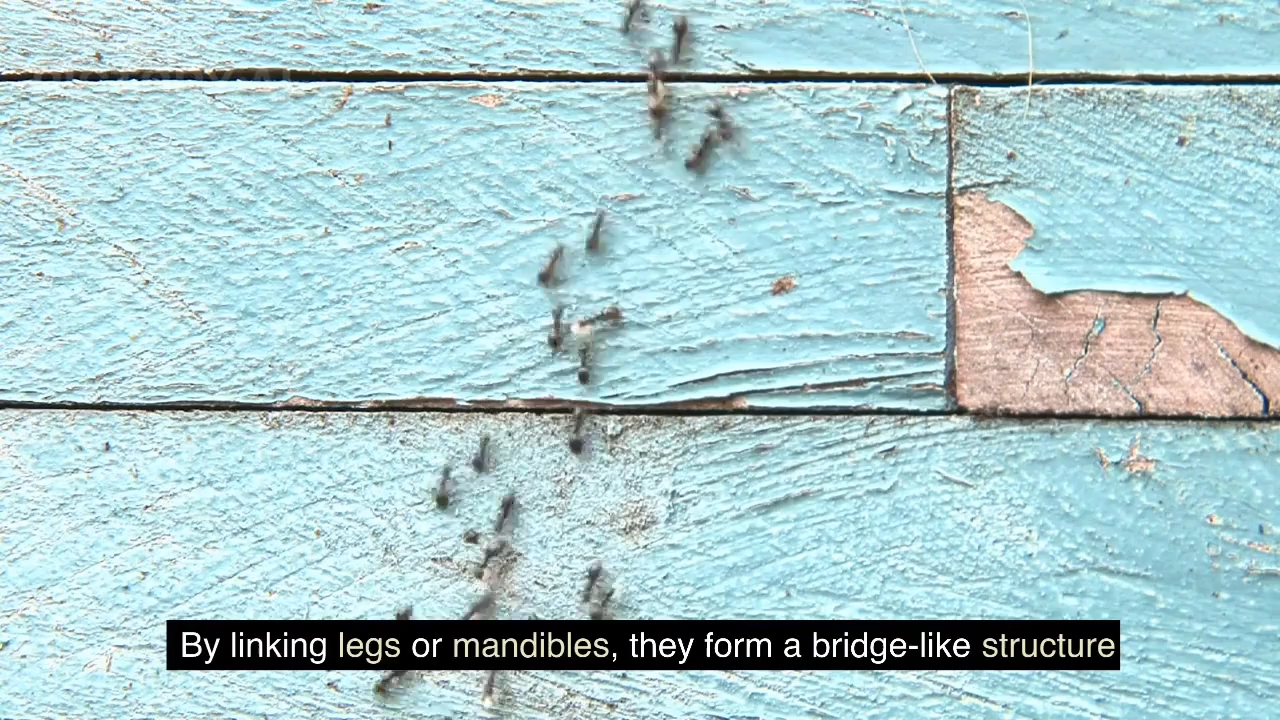 By linking legs or mandibles, they form a bridge-like structure